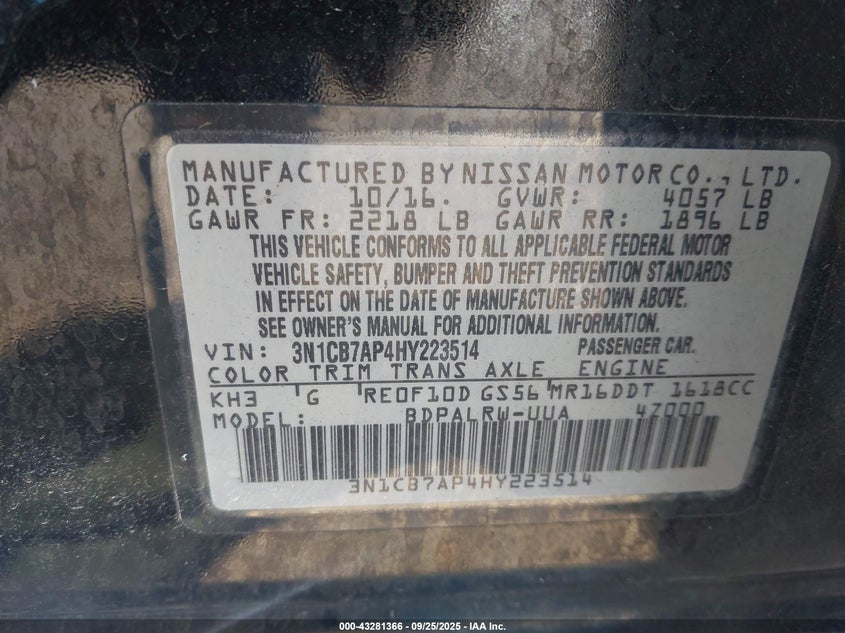 MANUFACTURED BY NISSAN MOTOR CO., LTD.
DATE: 10/16. GVWR: 4057 LB
GAWR FR: 2218 LB GAWR RR: 1896 LB
THIS VEHICLE CONFORMS TO ALL APPLICABLE FEDERAL MOTOR
VEHICLE SAFETY, BUMPER AND THEFT PREVENTION STANDARDS
IN EFFECT ON THE DATE OF MANUFACTURE SHOWN ABOVE.
SEE OWNER'S MANUAL FOR ADDITIONAL INFORMATION.
VIN: 3N1CB7AP4HY223514 PASSENGER CAR.
COLOR TRIM TRANS AXLE ENGINE
KH3 G RE0F10D GS56 MR16DDT 1618CC
MODEL: BDPALRW-UUA 4Z000
3N1CB7AP4HY223514
000-43281366 - 09/25/2025 - IAA Inc.